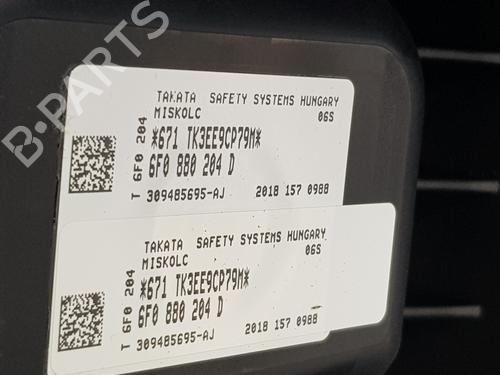 B-PARTS
TAKATA SAFETY SYSTEMS HUNGARY
MISKOLC 06S
*671 TK3EE9CP79M*
6F0 880 204 D
T 6F0 204
309485695-AJ 2018 157 0988
TAKATA SAFETY SYSTEMS HUNGARY
MISKOLC 06S
*671 TK3EE9CP79M*
6F0 880 204 D
T 6F0 204
309485695-AJ 2018 157 0988